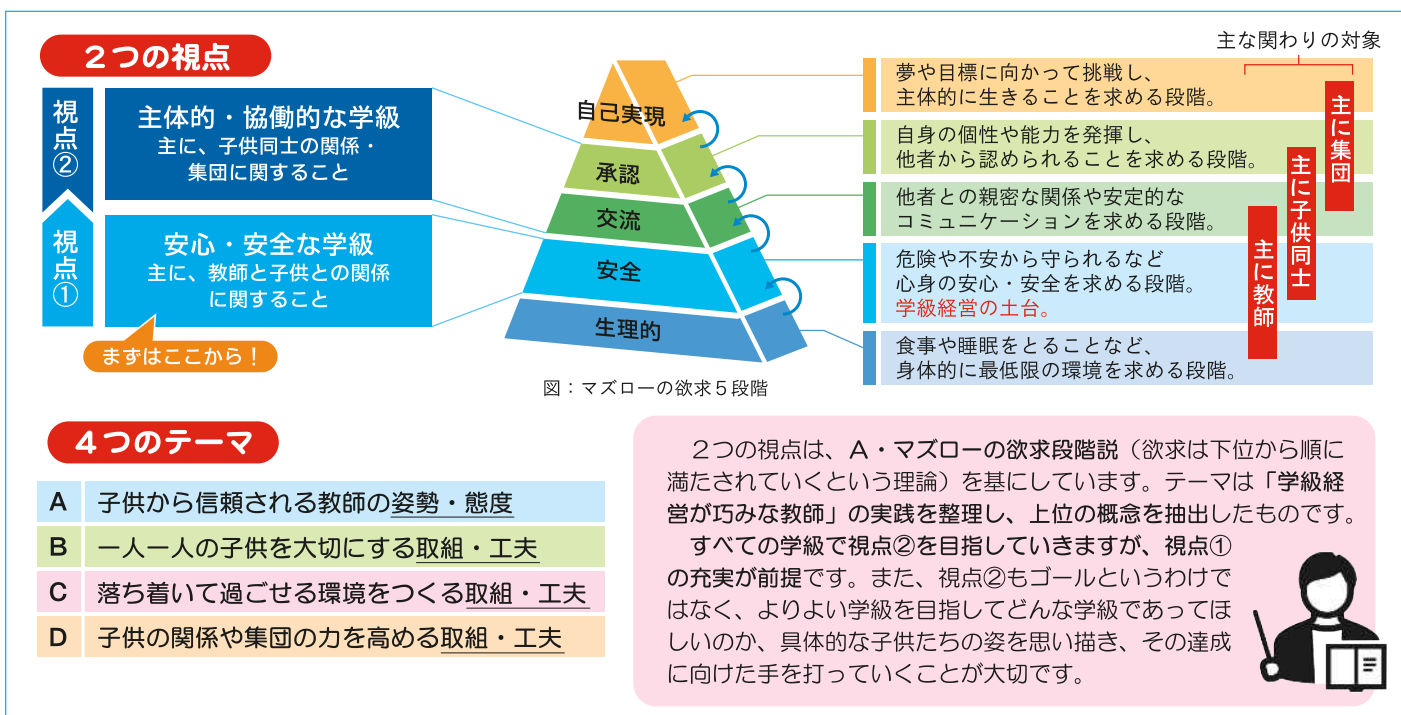 2つの視点
視点②
主体的・協働的な学級
主に、子供同士の関係・
集団に関すること
視点①
安心・安全な学級
主に、教師と子供との関係
に関すること
まずはここから！
自己実現
承認
交流
安全
生理的
図：マズローの欲求５段階
主な関わりの対象
夢や目標に向かって挑戦し、
主体的に生きることを求める段階。
自身の個性や能力を発揮し、
他者から認められることを求める段階。
他者との親密な関係や安定的な
コミュニケーションを求める段階。
危険や不安から守られるなど
心身の安心・安全を求める段階。
学級経営の土台。
食事や睡眠をとることなど、
身体的に最低限の環境を求める段階。
主に集団
主に子供同士
主に教師
4つのテーマ
A 子供から信頼される教師の姿勢・態度
B 一人一人の子供を大切にする取組・工夫
C 落ち着いて過ごせる環境をつくる取組・工夫
D 子供の関係や集団の力を高める取組・工夫
２つの視点は、A・マズローの欲求段階説（欲求は下位から順に
満たされていくという理論）を基にしています。テーマは「学級経
営が巧みな教師」の実践を整理し、上位の概念を抽出したものです。
すべての学級で視点②を目指していきますが、視点①
の充実が前提です。また、視点②もゴールというわけで
はなく、よりよい学級を目指してどんな学級であってほ
しいのか、具体的な子供たちの姿を思い描き、その達成
に向けた手を打っていくことが大切です。